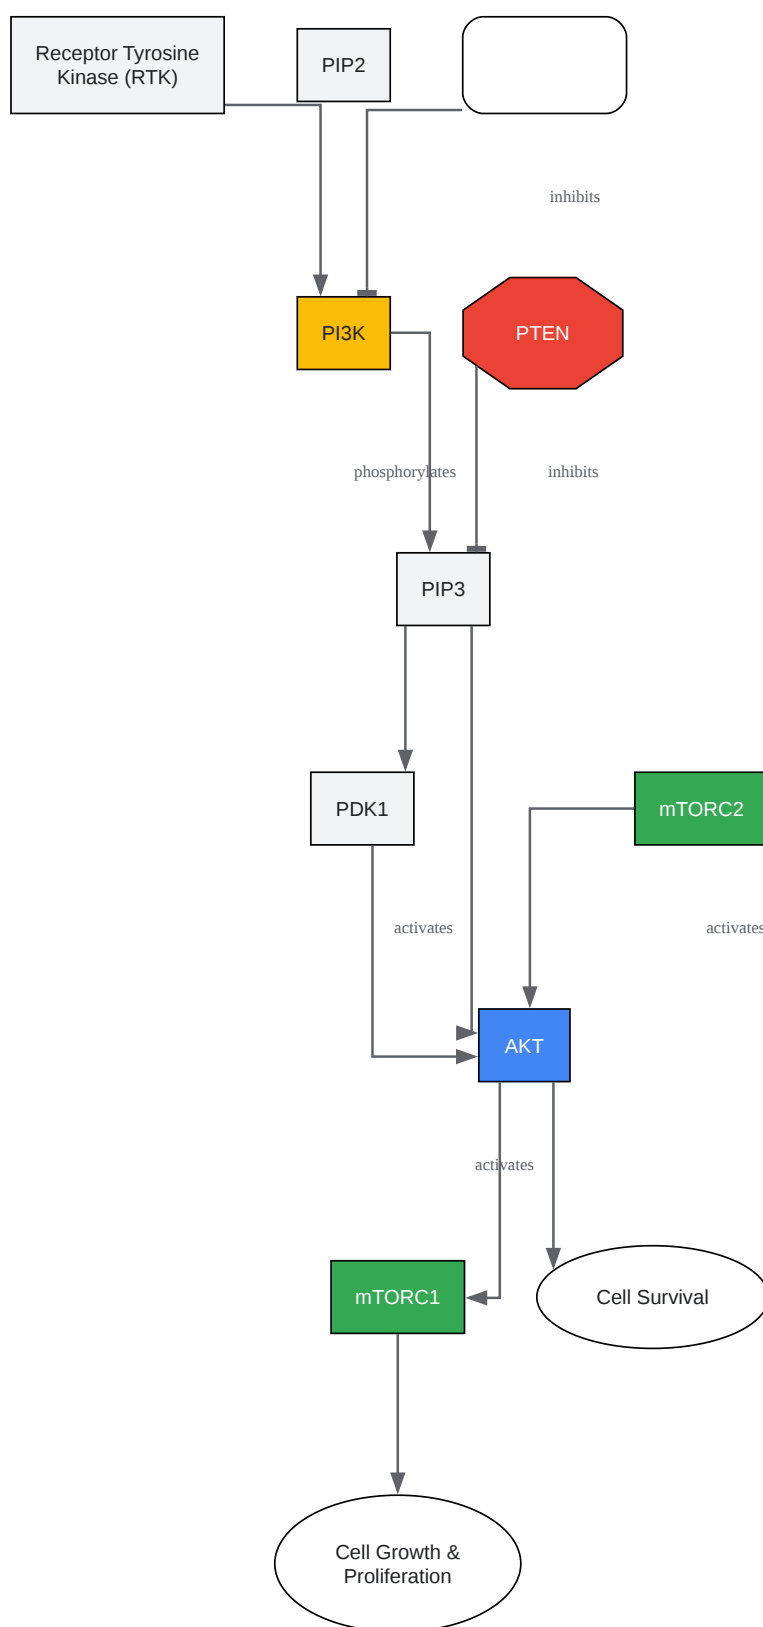 Receptor Tyrosine
Kinase (RTK)
PIP2
inhibits
PI3K
PTEN
phosphorylates
inhibits
PIP3
PDK1
mTORC2
activates
activates
AKT
activates
mTORC1
Cell Survival
Cell Growth &
Proliferation